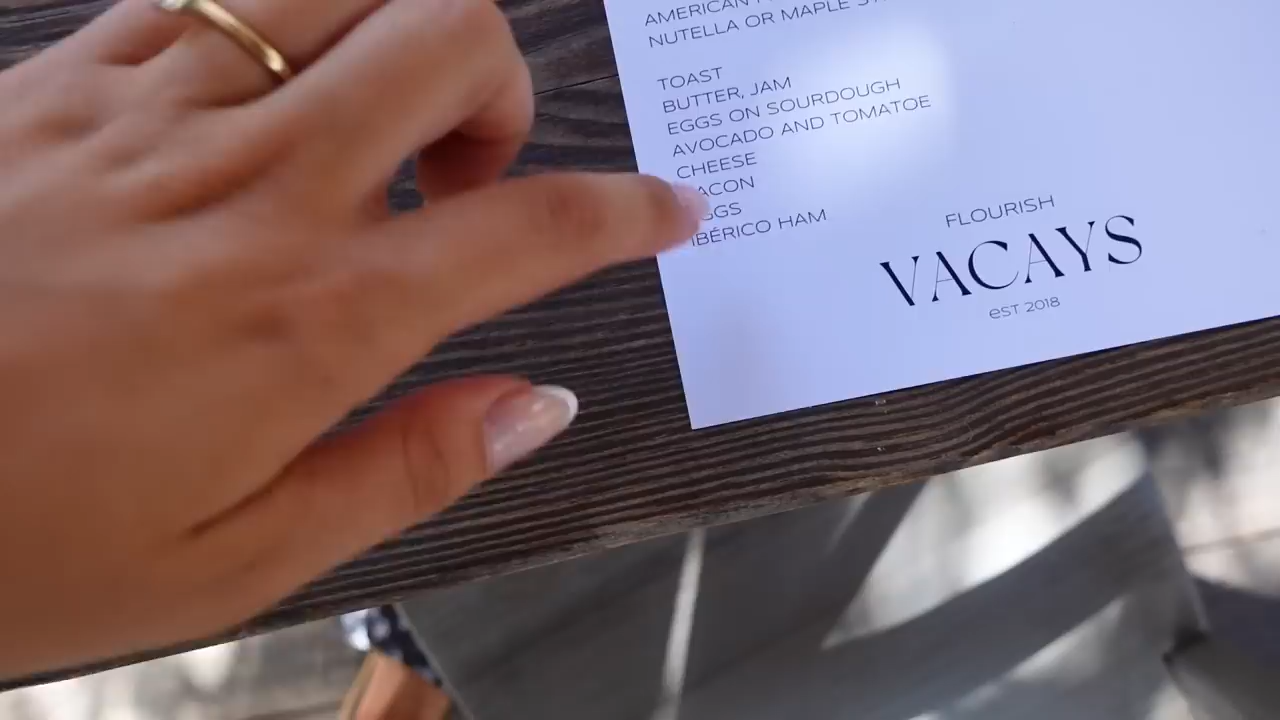 AMERICAN
NUTELLA OR MAPLE
TOAST
BUTTER, JAM
EGGS ON SOURDOUGH
AVOCADO AND TOMATOE
CHEESE
ACON
GGS
IBÉRICO HAM
FLOURISH
VACAYS
eST 2018